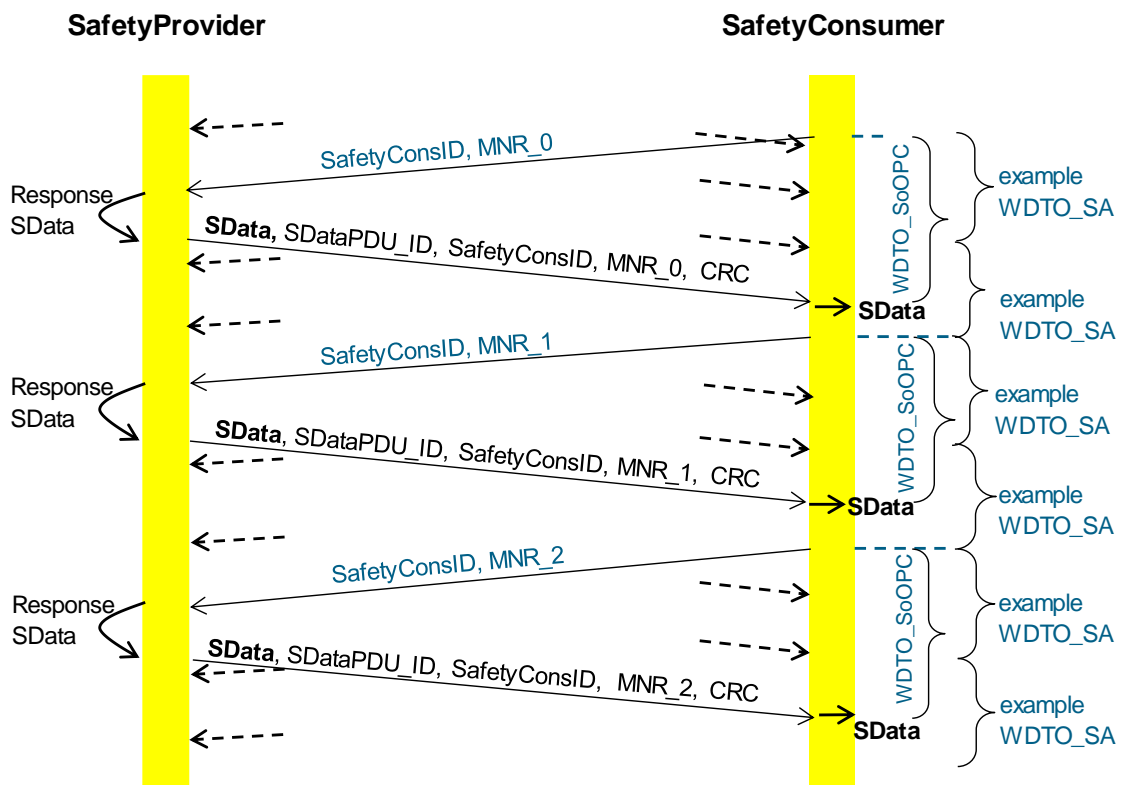 SafetyProvider
SafetyConsumer
SafetyConsID, MNR_0
WDTO_SoOPC
example
WDTO_SA
Response
SData
SData, SDataPDU_ID, SafetyConsID, MNR_0, CRC
SData
example
WDTO_SA
SafetyConsID, MNR_1
WDTO_SoOPC
Response
SData
example
WDTO_SA
SData, SDataPDU_ID, SafetyConsID, MNR_1, CRC
SData
example
WDTO_SA
SafetyConsID, MNR_2
WDTO_SoOPC
Response
SData
example
WDTO_SA
SData, SDataPDU_ID, SafetyConsID, MNR_2, CRC
SData
example
WDTO_SA